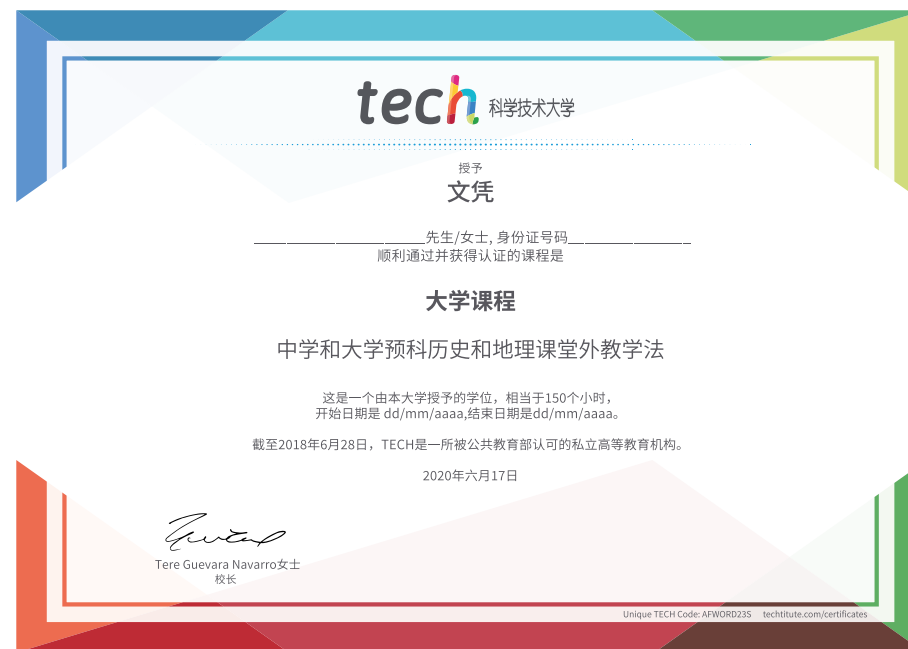 tech 科学技术大学
授予
文凭
______________________先生/女士, 身份证号码________________
顺利通过并获得认证的课程是
大学课程
中学和大学预科历史和地理课堂外教学法
这是一个由本大学授予的学位，相当于150个小时，
开始日期是 dd/mm/aaaa,结束日期是dd/mm/aaaa。
截至2018年6月28日，TECH是一所被公共教育部认可的私立高等教育机构。
2020年六月17日
Tere Guevara Navarro女士
校长
Unique TECH Code: AFWORD23S techtitute.com/certificates